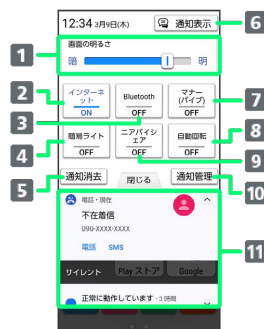 12:34 3月9日(木) 通知表示 6
1 画面の明るさ
暗 明
2 インターネット ON
Bluetooth OFF
マナー(バイブ) OFF 7
3
4 簡易ライト OFF
ニアバイシェア OFF
自動回転 OFF 8
9
5 通知消去 閉じる 通知管理 10
電話・現在
不在着信
090-XXXX-XXXX
電話 SMS 11
サイレント Play ストア Google
正常に動作しています・3時間